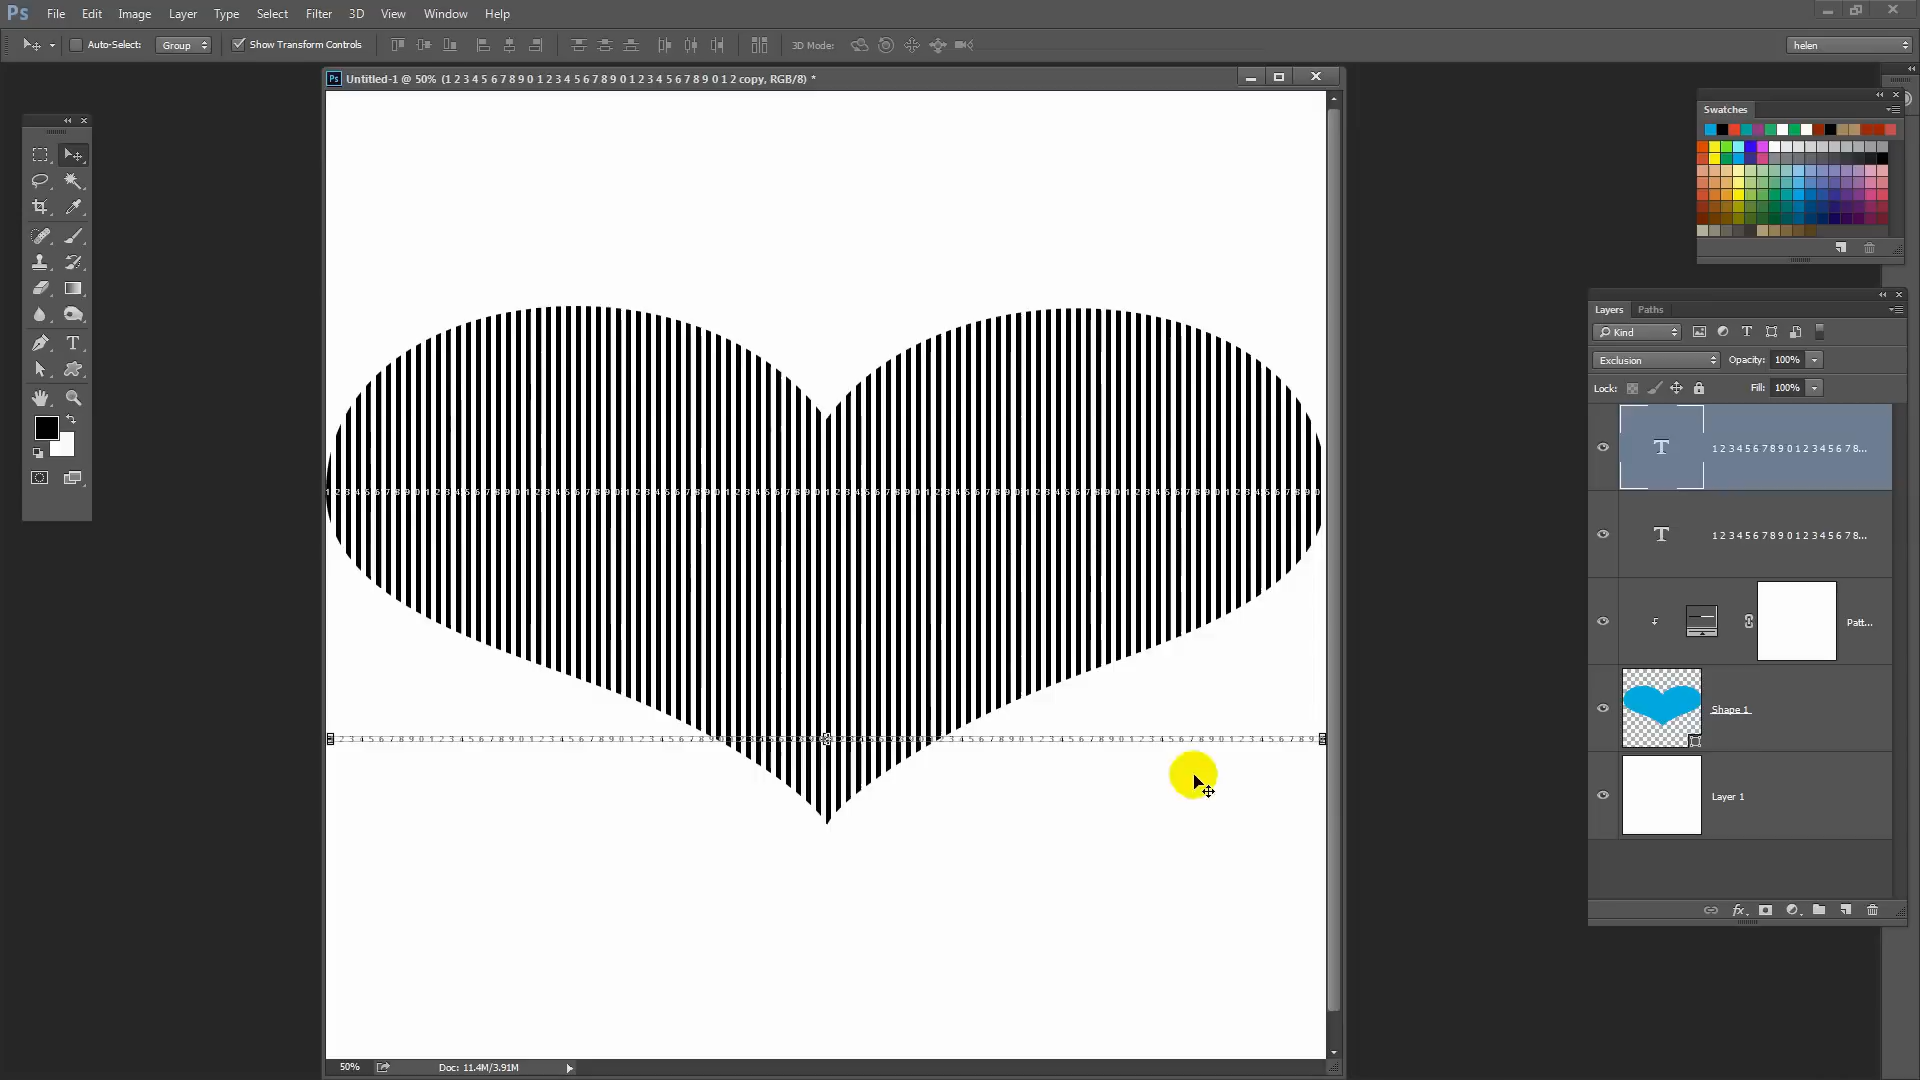 Ps File Edit Image Layer Type Select Filter 3D View Window Help
Auto-Select: Group Show Transform Controls 3D Mode: helen
Ps Untitled-1 @ 50% (1 2 3 4 5 6 7 8 9 0 1 2 3 4 5 6 7 8 9 0 1 2 3 4 5 6 7 8 9 0 1 2 copy, RGB/8) *
Swatches
Layers Paths
Kind T
Exclusion Opacity: 100%
Lock: Fill: 100%
T 1 2 3 4 5 6 7 8 9 0 1 2 3 4 5 6 7 8...
T 1 2 3 4 5 6 7 8 9 0 1 2 3 4 5 6 7 8...
Patt...
Shape 1
Layer 1
fx
50% Doc: 11.4M/3.91M